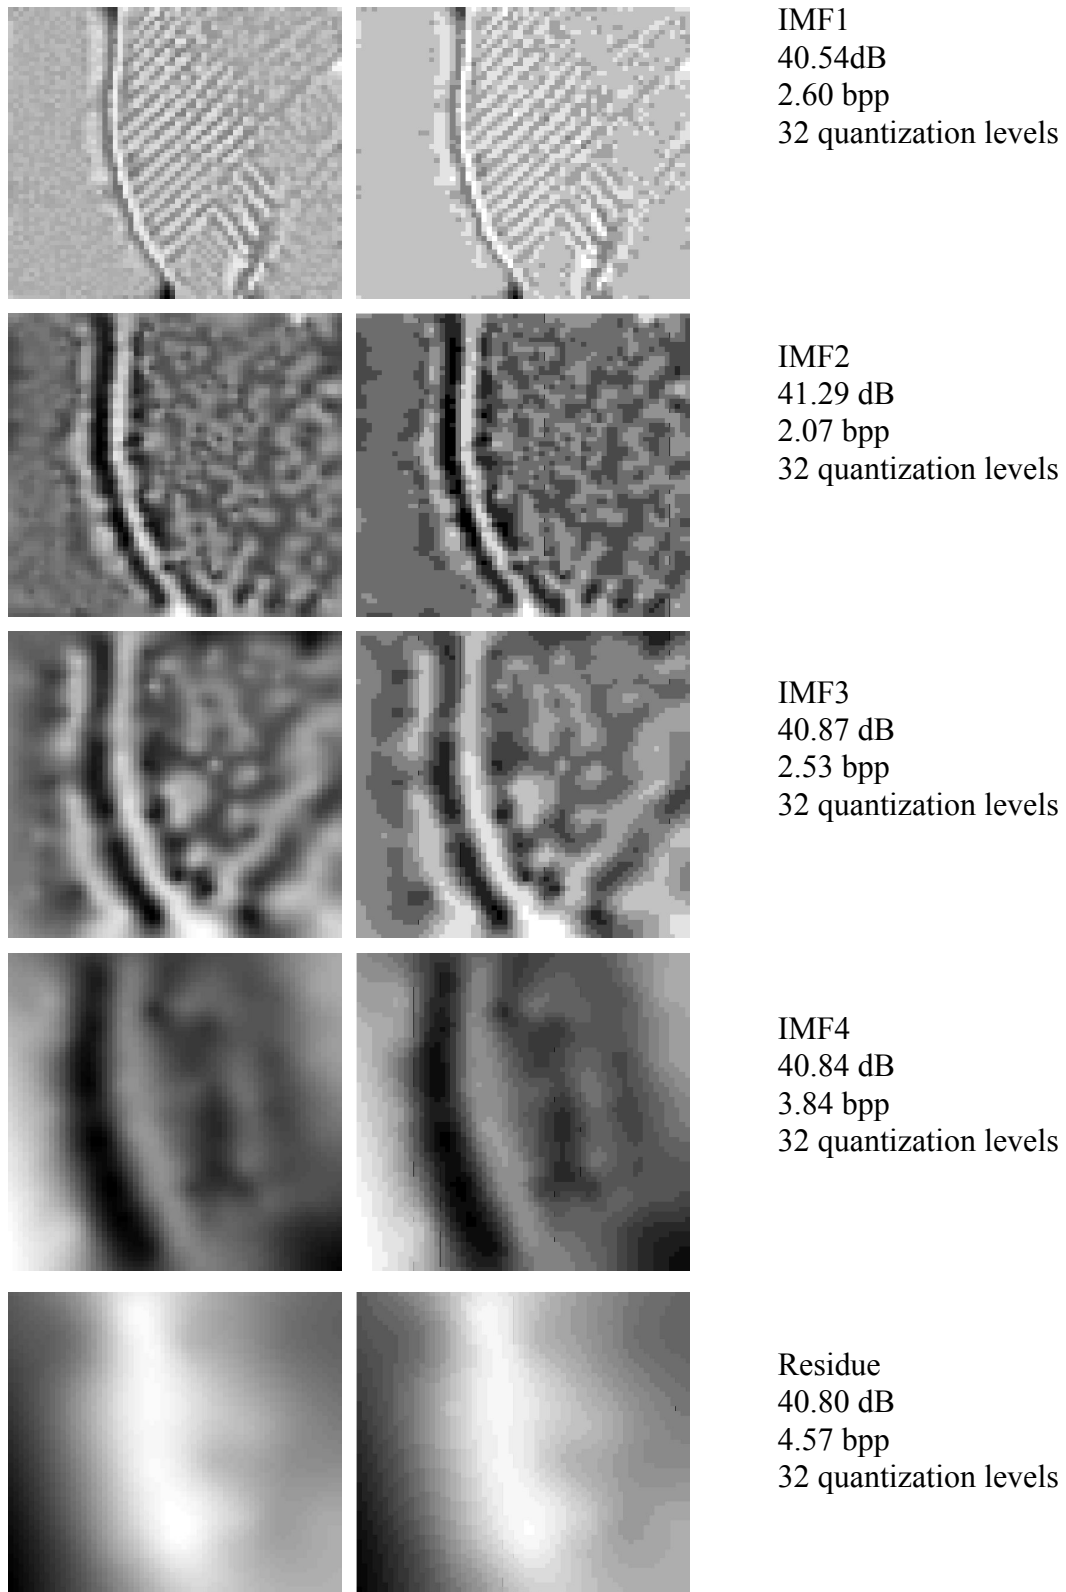 IMF1
40.54dB
2.60 bpp
32 quantization levels
IMF2
41.29 dB
2.07 bpp
32 quantization levels
IMF3
40.87 dB
2.53 bpp
32 quantization levels
IMF4
40.84 dB
3.84 bpp
32 quantization levels
Residue
40.80 dB
4.57 bpp
32 quantization levels